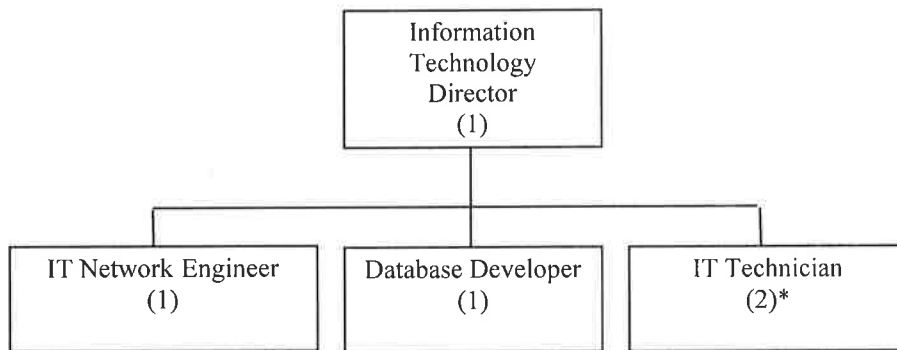 Information
Technology
Director
(1)
IT Network Engineer
(1)
Database Developer
(1)
IT Technician
(2)*